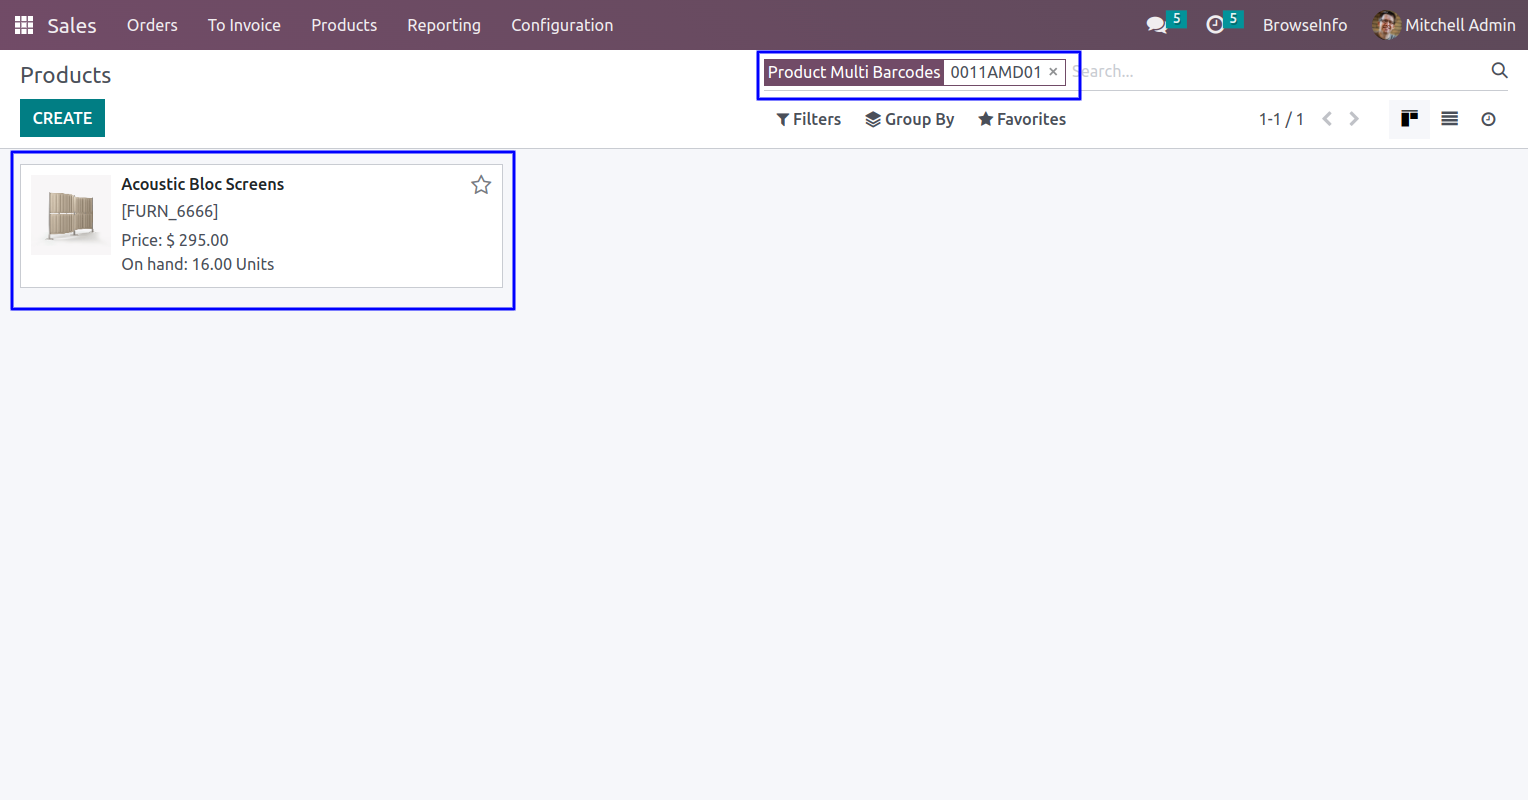 Sales Orders To Invoice Products Reporting Configuration 5 5 BrowseInfo Mitchell Admin
Products
Product Multi Barcodes 0011AMD01 × Search...
CREATE
Filters Group By Favorites 1-1 / 1
Acoustic Bloc Screens
[FURN_6666]
Price: $ 295.00
On hand: 16.00 Units